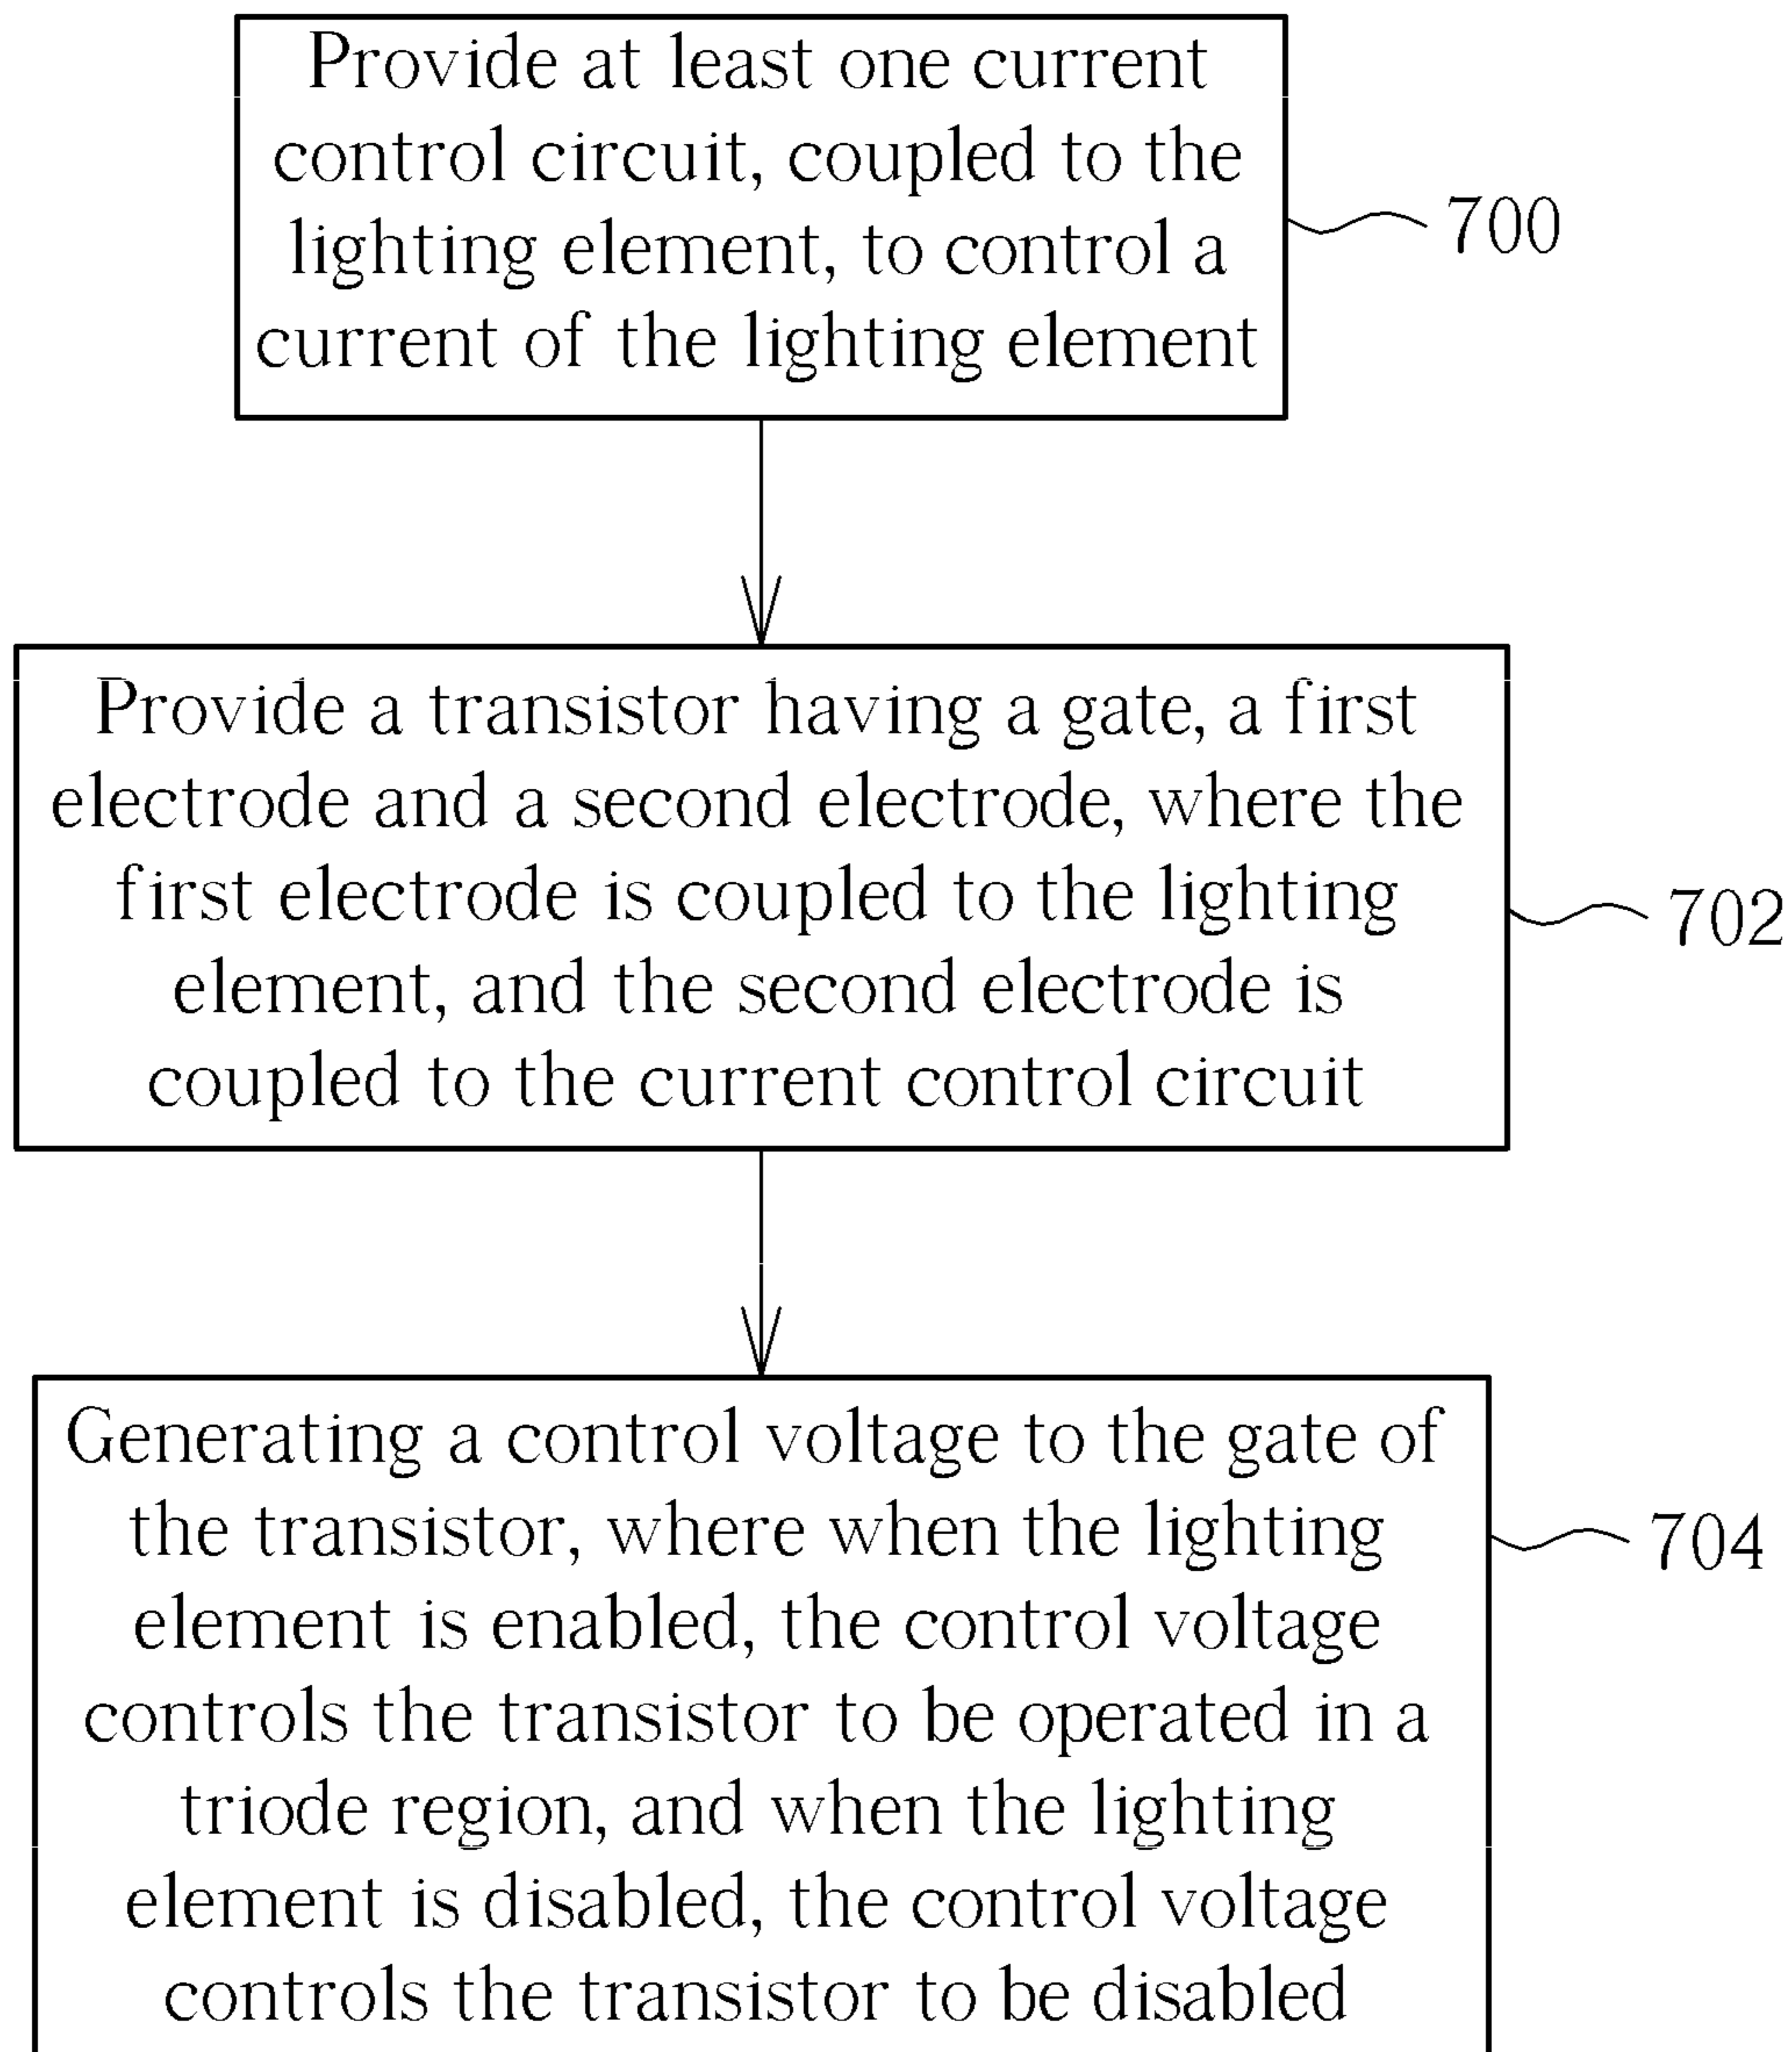 Provide at least one current
control circuit, coupled to the
lighting element, to control a
current of the lighting element
700
Provide a transistor having a gate, a first
electrode and a second electrode, where the
first electrode is coupled to the lighting
element, and the second electrode is
coupled to the current control circuit
702
Generating a control voltage to the gate of
the transistor, where when the lighting
element is enabled, the control voltage
controls the transistor to be operated in a
triode region, and when the lighting
element is disabled, the control voltage
controls the transistor to be disabled
704